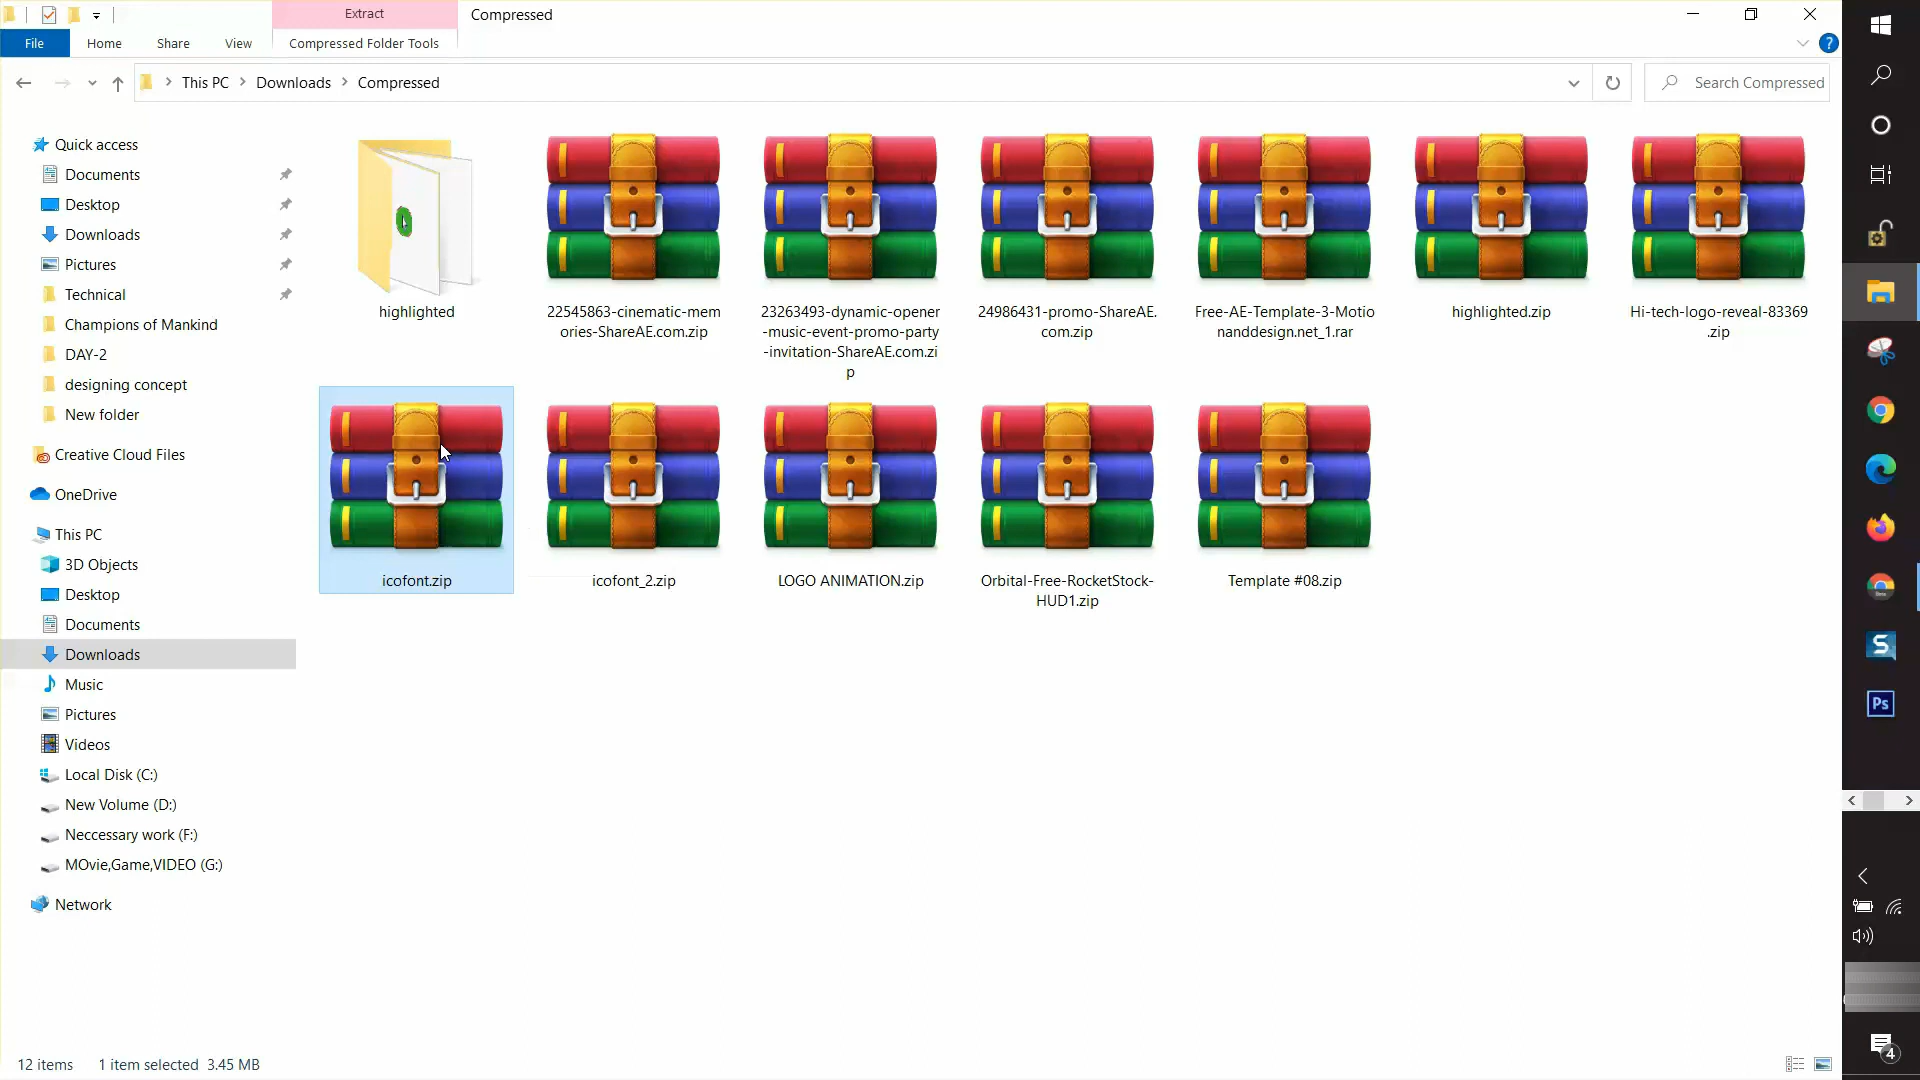 Extract
Compressed
File
Home
Share
View
Compressed Folder Tools
?
This PC
Downloads
Compressed
Search Compressed
Quick access
Documents
Desktop
Downloads
Pictures
Technical
Champions of Mankind
DAY-2
designing concept
New folder
Creative Cloud Files
OneDrive
This PC
3D Objects
Desktop
Documents
Downloads
Music
Pictures
Videos
Local Disk (C:)
New Volume (D:)
Neccessary work (F:)
MOvie,Game,VIDEO (G:)
Network
highlighted
22545863-cinematic-mem
ories-ShareAE.com.zip
23263493-dynamic-opener
-music-event-promo-party
-invitation-ShareAE.com.zi
p
24986431-promo-ShareAE.
com.zip
Free-AE-Template-3-Motio
nanddesign.net_1.rar
highlighted.zip
Hi-tech-logo-reveal-83369
.zip
icofont.zip
icofont_2.zip
LOGO ANIMATION.zip
Orbital-Free-RocketStock-
HUD1.zip
Template #08.zip
12 items
1 item selected 3.45 MB
S
Ps
4